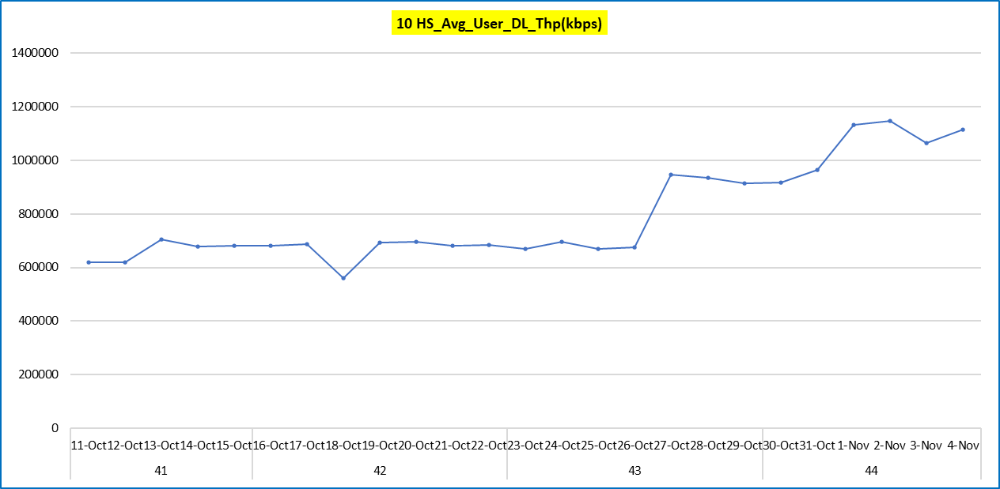 10 HS_Avg_User_DL_Thp(kbps)
1400000
1200000
1000000
800000
600000
400000
200000
0
11-Oct 12-Oct 13-Oct 14-Oct 15-Oct 16-Oct 17-Oct 18-Oct 19-Oct 20-Oct 21-Oct 22-Oct 23-Oct 24-Oct 25-Oct 26-Oct 27-Oct 28-Oct 29-Oct 30-Oct 31-Oct 1-Nov 2-Nov 3-Nov 4-Nov
41 42 43 44